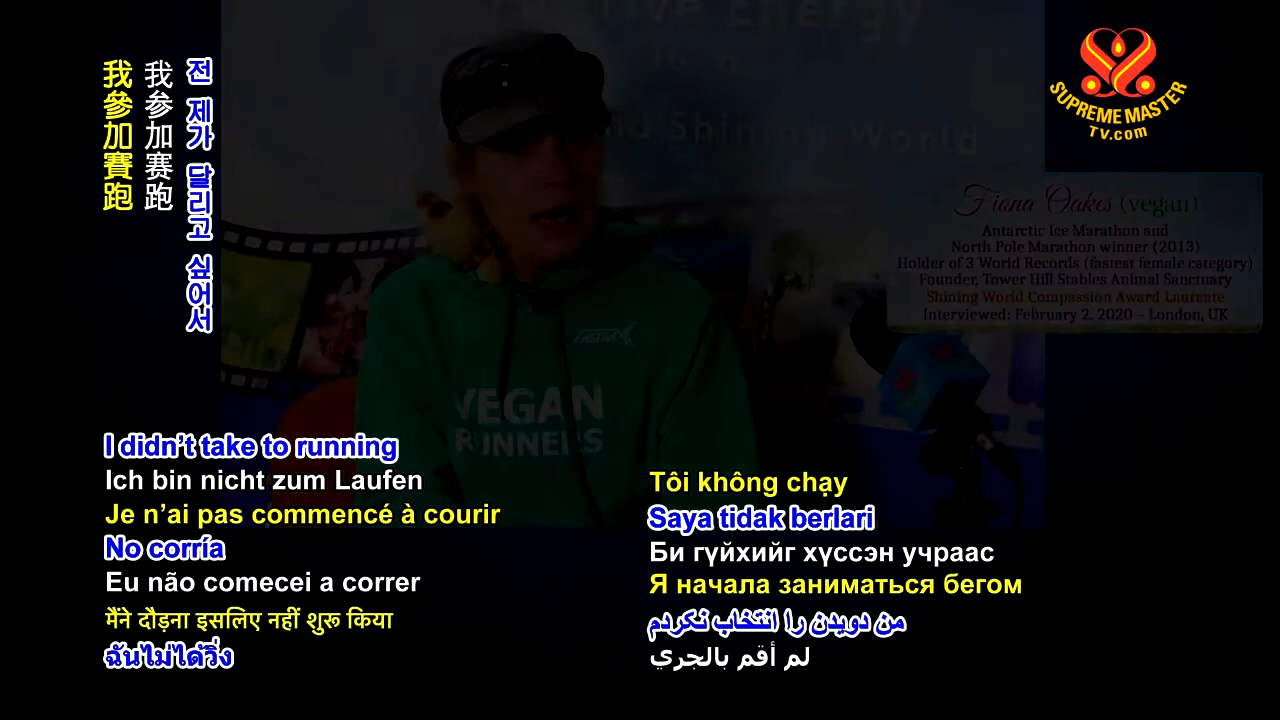 我參加賽跑
我参加赛跑
전 제가 달리고 싶어서
SUPREME MASTER
TV.com
Energy
World
Fiona Oakes (vegan)
Antarctic Ice Marathon and
North Pole Marathon winner (2013)
Holder of 3 World Records (fastest female category)
Founder, Tower Hill Stables Animal Sanctuary
Shining World Compassion Award Laureate
Interviewed: February 2, 2020 – London, UK
VEGAN
RUNNERS
I didn’t take to running
Ich bin nicht zum Laufen
Je n’ai pas commencé à courir
No corría
Eu não comecei a correr
मैंने दौड़ना इसलिए नहीं शुरू किया
ฉันไม่ได้วิ่ง
Tôi không chạy
Saya tidak berlari
Би гүйхийг хүссэн учраас
Я начала заниматься бегом
من دویدن را انتخاب نکردم
لم أقم بالجري